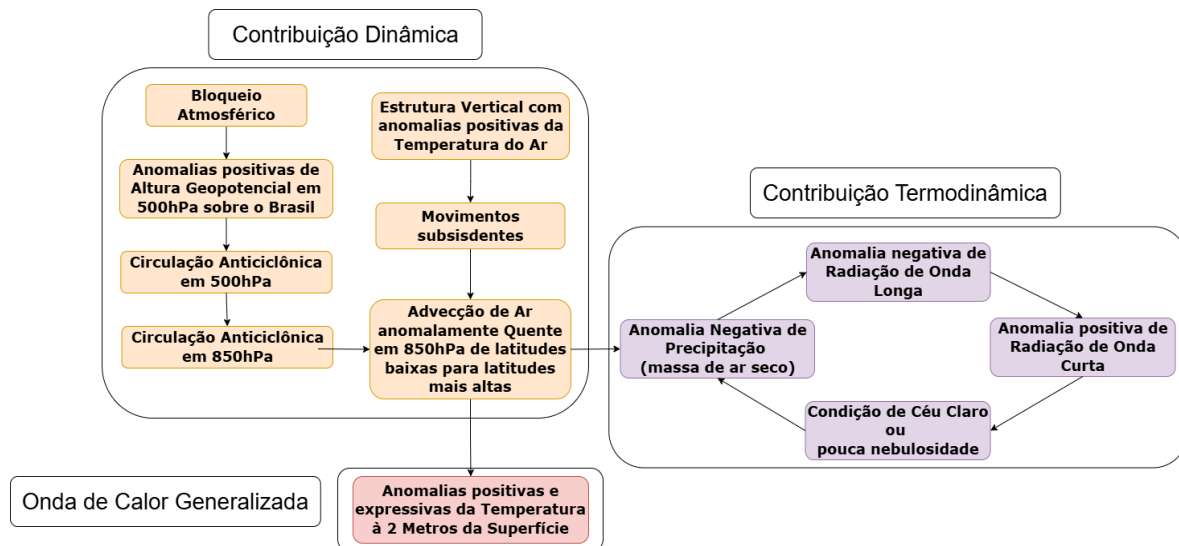 Contribuição Dinâmica
Bloqueio
Atmosférico
Anomalias positivas de
Altura Geopotencial em
500hPa sobre o Brasil
Circulação Anticiclônica
em 500hPa
Circulação Anticiclônica
em 850hPa
Estrutura Vertical com
anomalias positivas da
Temperatura do Ar
Movimentos
subsisdentes
Advecção de Ar
anomalamente Quente
em 850hPa de latitudes
baixas para latitudes
mais altas
Contribuição Termodinâmica
Anomalia negativa de
Radiação de Onda
Longa
Anomalia Negativa de
Precipitação
(massa de ar seco)
Anomalia positiva de
Radiação de Onda
Curta
Condição de Céu Claro
ou
pouca nebulosidade
Onda de Calor Generalizada
Anomalias positivas e
expressivas da Temperatura
à 2 Metros da Superfície